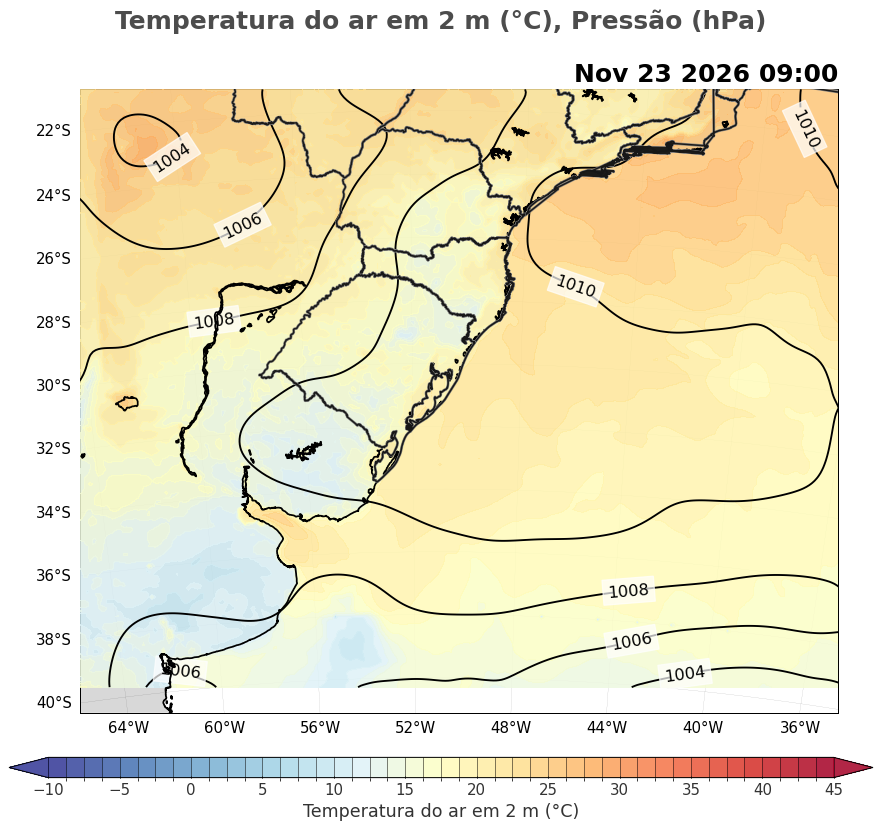 Temperatura do ar em 2 m (°C), Pressão (hPa)
Nov 23 2026 09:00
22°S
24°S
26°S
28°S
30°S
32°S
34°S
36°S
38°S
40°S
1004
1006
1008
1010
1010
1008
1006
1004
006
64°W 60°W 56°W 52°W 48°W 44°W 40°W 36°W
−10 −5 0 5 10 15 20 25 30 35 40 45
Temperatura do ar em 2 m (°C)